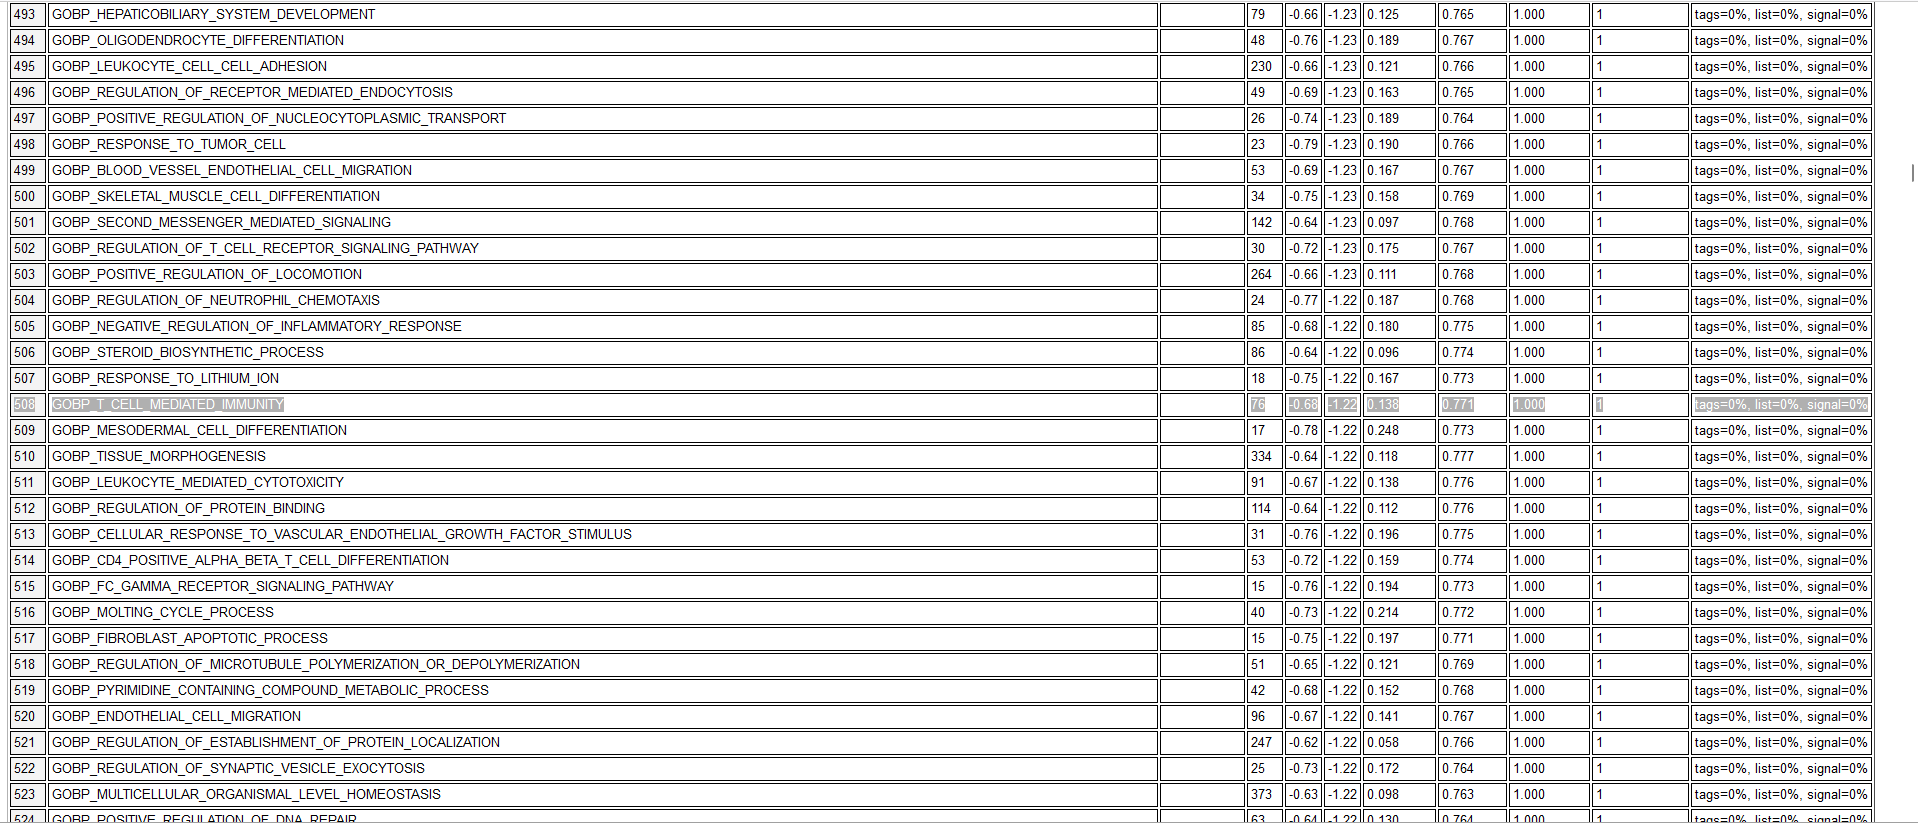 493 GOBP_HEPATICOBILIARY_SYSTEM_DEVELOPMENT 79 -0.66 -1.23 0.125 0.765 1.000 1 tags=0%, list=0%, signal=0%
494 GOBP_OLIGODENDROCYTE_DIFFERENTIATION 48 -0.76 -1.23 0.189 0.767 1.000 1 tags=0%, list=0%, signal=0%
495 GOBP_LEUKOCYTE_CELL_CELL_ADHESION 230 -0.66 -1.23 0.121 0.766 1.000 1 tags=0%, list=0%, signal=0%
496 GOBP_REGULATION_OF_RECEPTOR_MEDIATED_ENDOCYTOSIS 49 -0.69 -1.23 0.163 0.765 1.000 1 tags=0%, list=0%, signal=0%
497 GOBP_POSITIVE_REGULATION_OF_NUCLEOCYTOPLASMIC_TRANSPORT 26 -0.74 -1.23 0.189 0.764 1.000 1 tags=0%, list=0%, signal=0%
498 GOBP_RESPONSE_TO_TUMOR_CELL 23 -0.79 -1.23 0.190 0.766 1.000 1 tags=0%, list=0%, signal=0%
499 GOBP_BLOOD_VESSEL_ENDOTHELIAL_CELL_MIGRATION 53 -0.69 -1.23 0.167 0.767 1.000 1 tags=0%, list=0%, signal=0%
500 GOBP_SKELETAL_MUSCLE_CELL_DIFFERENTIATION 34 -0.75 -1.23 0.158 0.769 1.000 1 tags=0%, list=0%, signal=0%
501 GOBP_SECOND_MESSENGER_MEDIATED_SIGNALING 142 -0.64 -1.23 0.097 0.768 1.000 1 tags=0%, list=0%, signal=0%
502 GOBP_REGULATION_OF_T_CELL_RECEPTOR_SIGNALING_PATHWAY 30 -0.72 -1.23 0.175 0.767 1.000 1 tags=0%, list=0%, signal=0%
503 GOBP_POSITIVE_REGULATION_OF_LOCOMOTION 264 -0.66 -1.23 0.111 0.768 1.000 1 tags=0%, list=0%, signal=0%
504 GOBP_REGULATION_OF_NEUTROPHIL_CHEMOTAXIS 24 -0.77 -1.22 0.187 0.768 1.000 1 tags=0%, list=0%, signal=0%
505 GOBP_NEGATIVE_REGULATION_OF_INFLAMMATORY_RESPONSE 85 -0.68 -1.22 0.180 0.775 1.000 1 tags=0%, list=0%, signal=0%
506 GOBP_STEROID_BIOSYNTHETIC_PROCESS 86 -0.64 -1.22 0.096 0.774 1.000 1 tags=0%, list=0%, signal=0%
507 GOBP_RESPONSE_TO_LITHIUM_ION 18 -0.75 -1.22 0.167 0.773 1.000 1 tags=0%, list=0%, signal=0%
508 GOBP_T_CELL_MEDIATED_IMMUNITY 76 -0.68 -1.22 0.138 0.771 1.000 1 tags=0%, list=0%, signal=0%
509 GOBP_MESODERMAL_CELL_DIFFERENTIATION 17 -0.78 -1.22 0.248 0.773 1.000 1 tags=0%, list=0%, signal=0%
510 GOBP_TISSUE_MORPHOGENESIS 334 -0.64 -1.22 0.118 0.777 1.000 1 tags=0%, list=0%, signal=0%
511 GOBP_LEUKOCYTE_MEDIATED_CYTOTOXICITY 91 -0.67 -1.22 0.138 0.776 1.000 1 tags=0%, list=0%, signal=0%
512 GOBP_REGULATION_OF_PROTEIN_BINDING 114 -0.64 -1.22 0.112 0.776 1.000 1 tags=0%, list=0%, signal=0%
513 GOBP_CELLULAR_RESPONSE_TO_VASCULAR_ENDOTHELIAL_GROWTH_FACTOR_STIMULUS 31 -0.76 -1.22 0.196 0.775 1.000 1 tags=0%, list=0%, signal=0%
514 GOBP_CD4_POSITIVE_ALPHA_BETA_T_CELL_DIFFERENTIATION 53 -0.72 -1.22 0.159 0.774 1.000 1 tags=0%, list=0%, signal=0%
515 GOBP_FC_GAMMA_RECEPTOR_SIGNALING_PATHWAY 15 -0.76 -1.22 0.194 0.773 1.000 1 tags=0%, list=0%, signal=0%
516 GOBP_MOLTING_CYCLE_PROCESS 40 -0.73 -1.22 0.214 0.772 1.000 1 tags=0%, list=0%, signal=0%
517 GOBP_FIBROBLAST_APOPTOTIC_PROCESS 15 -0.75 -1.22 0.197 0.771 1.000 1 tags=0%, list=0%, signal=0%
518 GOBP_REGULATION_OF_MICROTUBULE_POLYMERIZATION_OR_DEPOLYMERIZATION 51 -0.65 -1.22 0.121 0.769 1.000 1 tags=0%, list=0%, signal=0%
519 GOBP_PYRIMIDINE_CONTAINING_COMPOUND_METABOLIC_PROCESS 42 -0.68 -1.22 0.152 0.768 1.000 1 tags=0%, list=0%, signal=0%
520 GOBP_ENDOTHELIAL_CELL_MIGRATION 96 -0.67 -1.22 0.141 0.767 1.000 1 tags=0%, list=0%, signal=0%
521 GOBP_REGULATION_OF_ESTABLISHMENT_OF_PROTEIN_LOCALIZATION 247 -0.62 -1.22 0.058 0.766 1.000 1 tags=0%, list=0%, signal=0%
522 GOBP_REGULATION_OF_SYNAPTIC_VESICLE_EXOCYTOSIS 25 -0.73 -1.22 0.172 0.764 1.000 1 tags=0%, list=0%, signal=0%
523 GOBP_MULTICELLULAR_ORGANISMAL_LEVEL_HOMEOSTASIS 373 -0.63 -1.22 0.098 0.763 1.000 1 tags=0%, list=0%, signal=0%
524 GOBP_POSITIVE_REGULATION_OF_DNA_REPAIR 63 -0.64 -1.22 0.130 0.764 1.000 1 tags=0%, list=0%, signal=0%